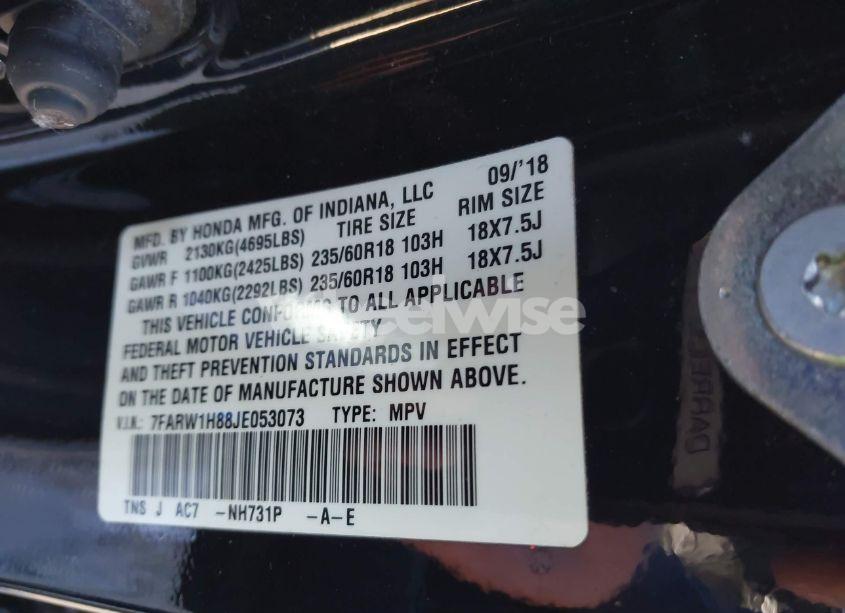 MFD. BY HONDA MFG. OF INDIANA, LLC 09/'18
GVWR 2130KG(4695LBS) TIRE SIZE RIM SIZE
GAWR F 1100KG(2425LBS) 235/60R18 103H 18X7.5J
GAWR R 1040KG(2292LBS) 235/60R18 103H 18X7.5J
THIS VEHICLE CONFORMS TO ALL APPLICABLE
FEDERAL MOTOR VEHICLE SAFETY
AND THEFT PREVENTION STANDARDS IN EFFECT
ON THE DATE OF MANUFACTURE SHOWN ABOVE.
V.I.N.: 7FARW1H88JE053073 TYPE: MPV
TNS J AC7 -NH731P -A-E